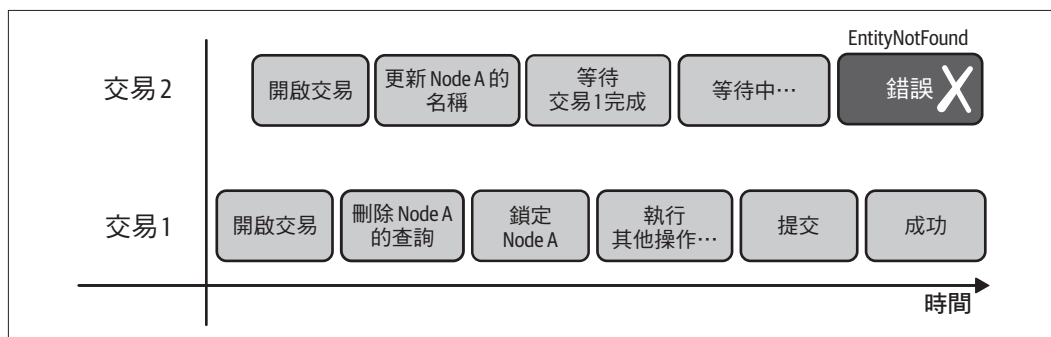 EntityNotFound
交易2
開啟交易
更新 Node A 的
名稱
等待
交易1完成
等待中…
錯誤
交易1
開啟交易
刪除 Node A
的查詢
鎖定
Node A
執行
其他操作…
提交
成功
時間